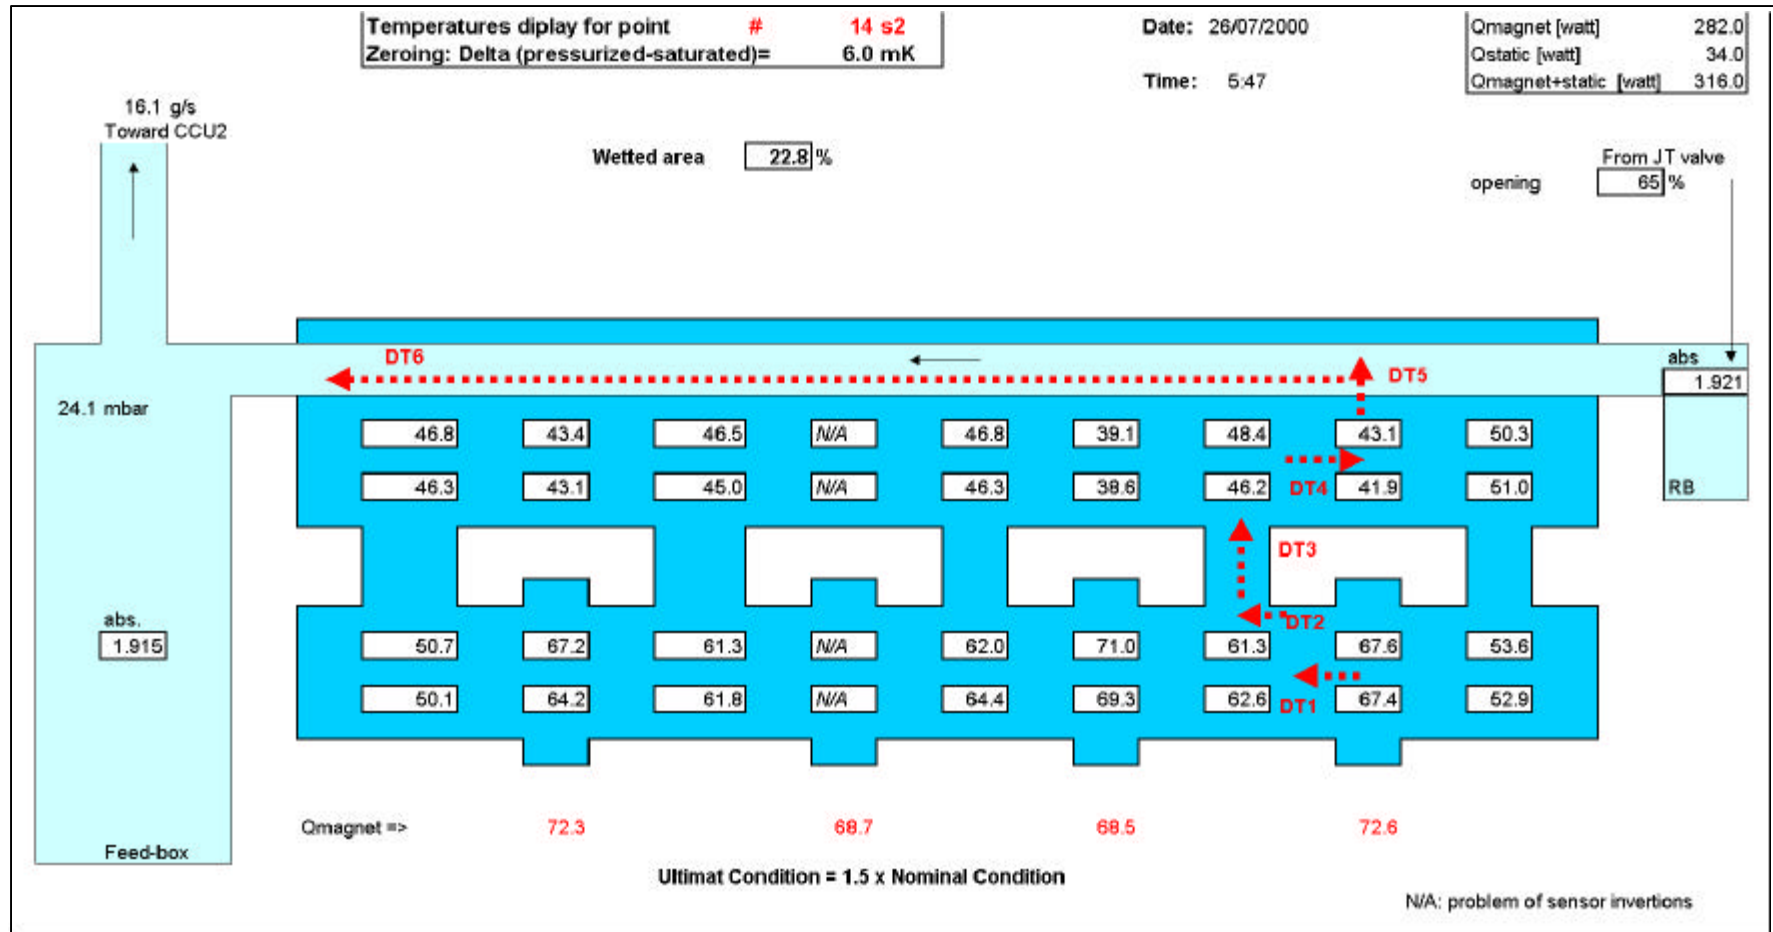 Temperatures diplay for point # 14 s2
Zeroing: Delta (pressurized-saturated)= 6.0 mK
Date: 26/07/2000
Time: 5:47
Qmagnet [watt] 282.0
Qstatic [watt] 34.0
Qmagnet+static [watt] 316.0
16.1 g/s
Toward CCU2
Wetted area 22.8 %
From JT valve
opening 65 %
DT6
DT5
abs
1.921
24.1 mbar
46.8 43.4 46.5 N/A 46.8 39.1 48.4 43.1 50.3
46.3 43.1 45.0 N/A 46.3 38.6 46.2 DT4 41.9 51.0
RB
DT3
abs.
DT2
1.915
50.7 67.2 61.3 N/A 62.0 71.0 61.3 67.6 53.6
50.1 64.2 61.8 N/A 64.4 69.3 62.6 DT1 67.4 52.9
Qmagnet => 72.3 68.7 68.5 72.6
Feed-box
Ultimat Condition = 1.5 x Nominal Condition
N/A: problem of sensor invertions